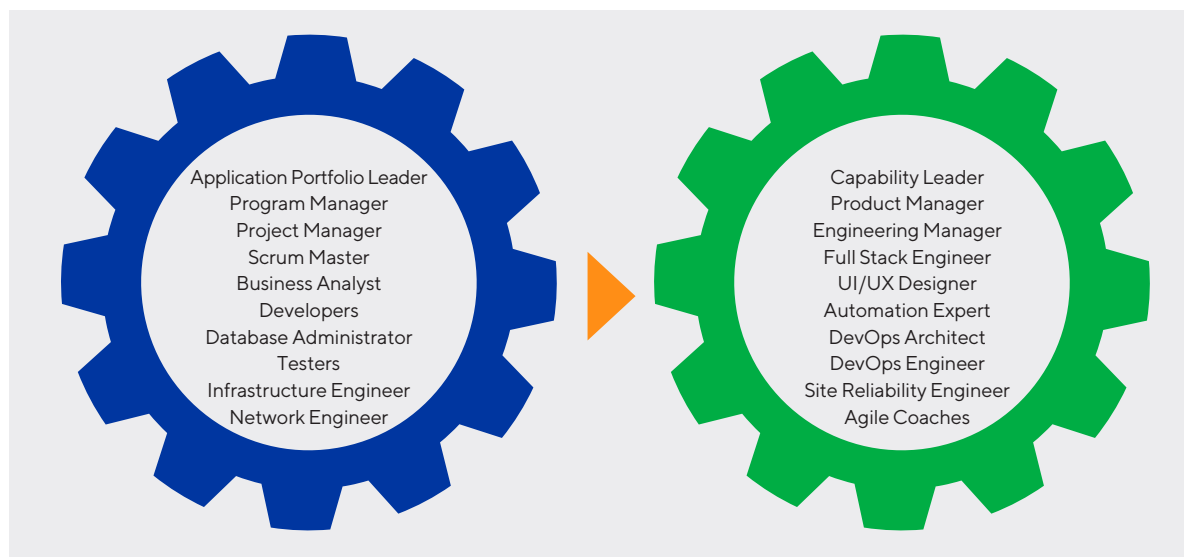 Application Portfolio Leader
Program Manager
Project Manager
Scrum Master
Business Analyst
Developers
Database Administrator
Testers
Infrastructure Engineer
Network Engineer
Capability Leader
Product Manager
Engineering Manager
Full Stack Engineer
UI/UX Designer
Automation Expert
DevOps Architect
DevOps Engineer
Site Reliability Engineer
Agile Coaches